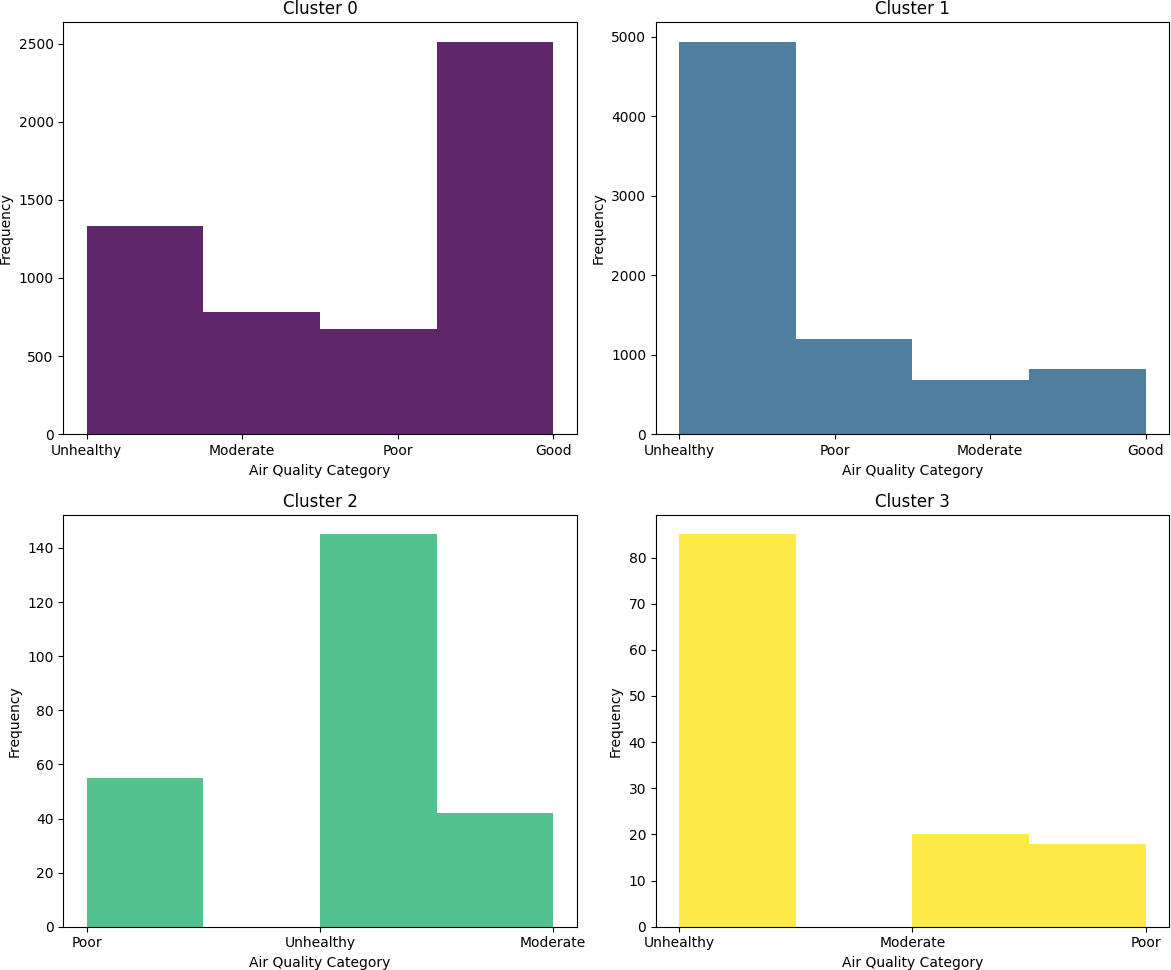 Cluster 0
2500
2000
1500
1000
500
0
Frequency
Unhealthy Moderate Poor Good
Air Quality Category
Cluster 1
5000
4000
3000
2000
1000
0
Frequency
Unhealthy Poor Moderate Good
Air Quality Category
Cluster 2
140
120
100
80
60
40
20
0
Frequency
Poor Unhealthy Moderate
Air Quality Category
Cluster 3
80
70
60
50
40
30
20
10
0
Frequency
Unhealthy Moderate Poor
Air Quality Category